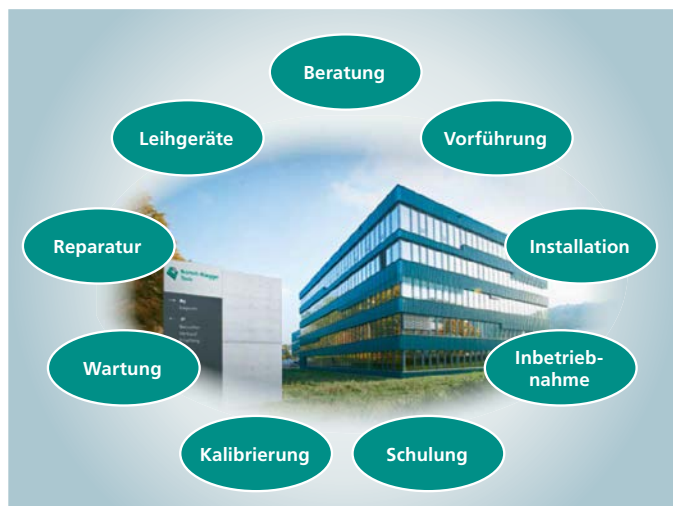 Beratung
Vorführung
Installation
Inbetrieb-
nahme
Schulung
Kalibrierung
Wartung
Reparatur
Leihgeräte